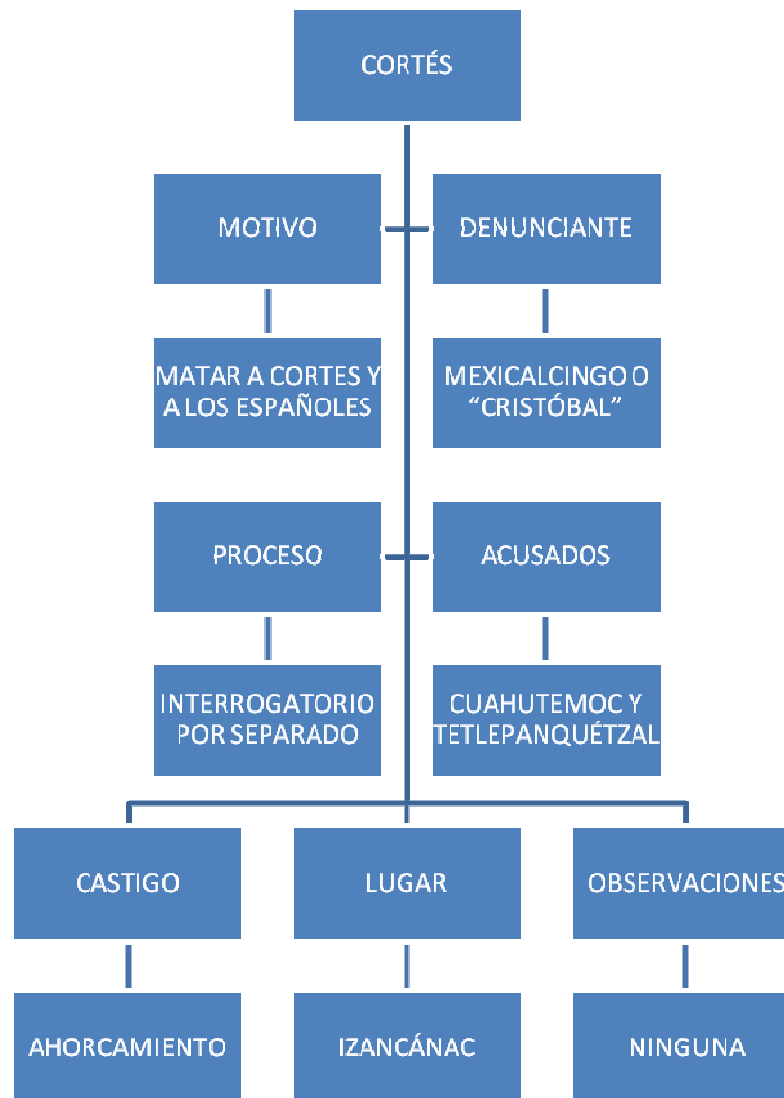 CORTÉS
MOTIVO
DENUNCIANTE
MATAR A CORTES Y
A LOS ESPAÑOLES
MEXICALCINGO O
“CRISTÓBAL”
PROCESO
ACUSADOS
INTERROGATORIO
POR SEPARADO
CUAHUTEMOC Y
TETLEPANQUÉTZAL
CASTIGO
LUGAR
OBSERVACIONES
AHORCAMIENTO
IZANCÁNAC
NINGUNA